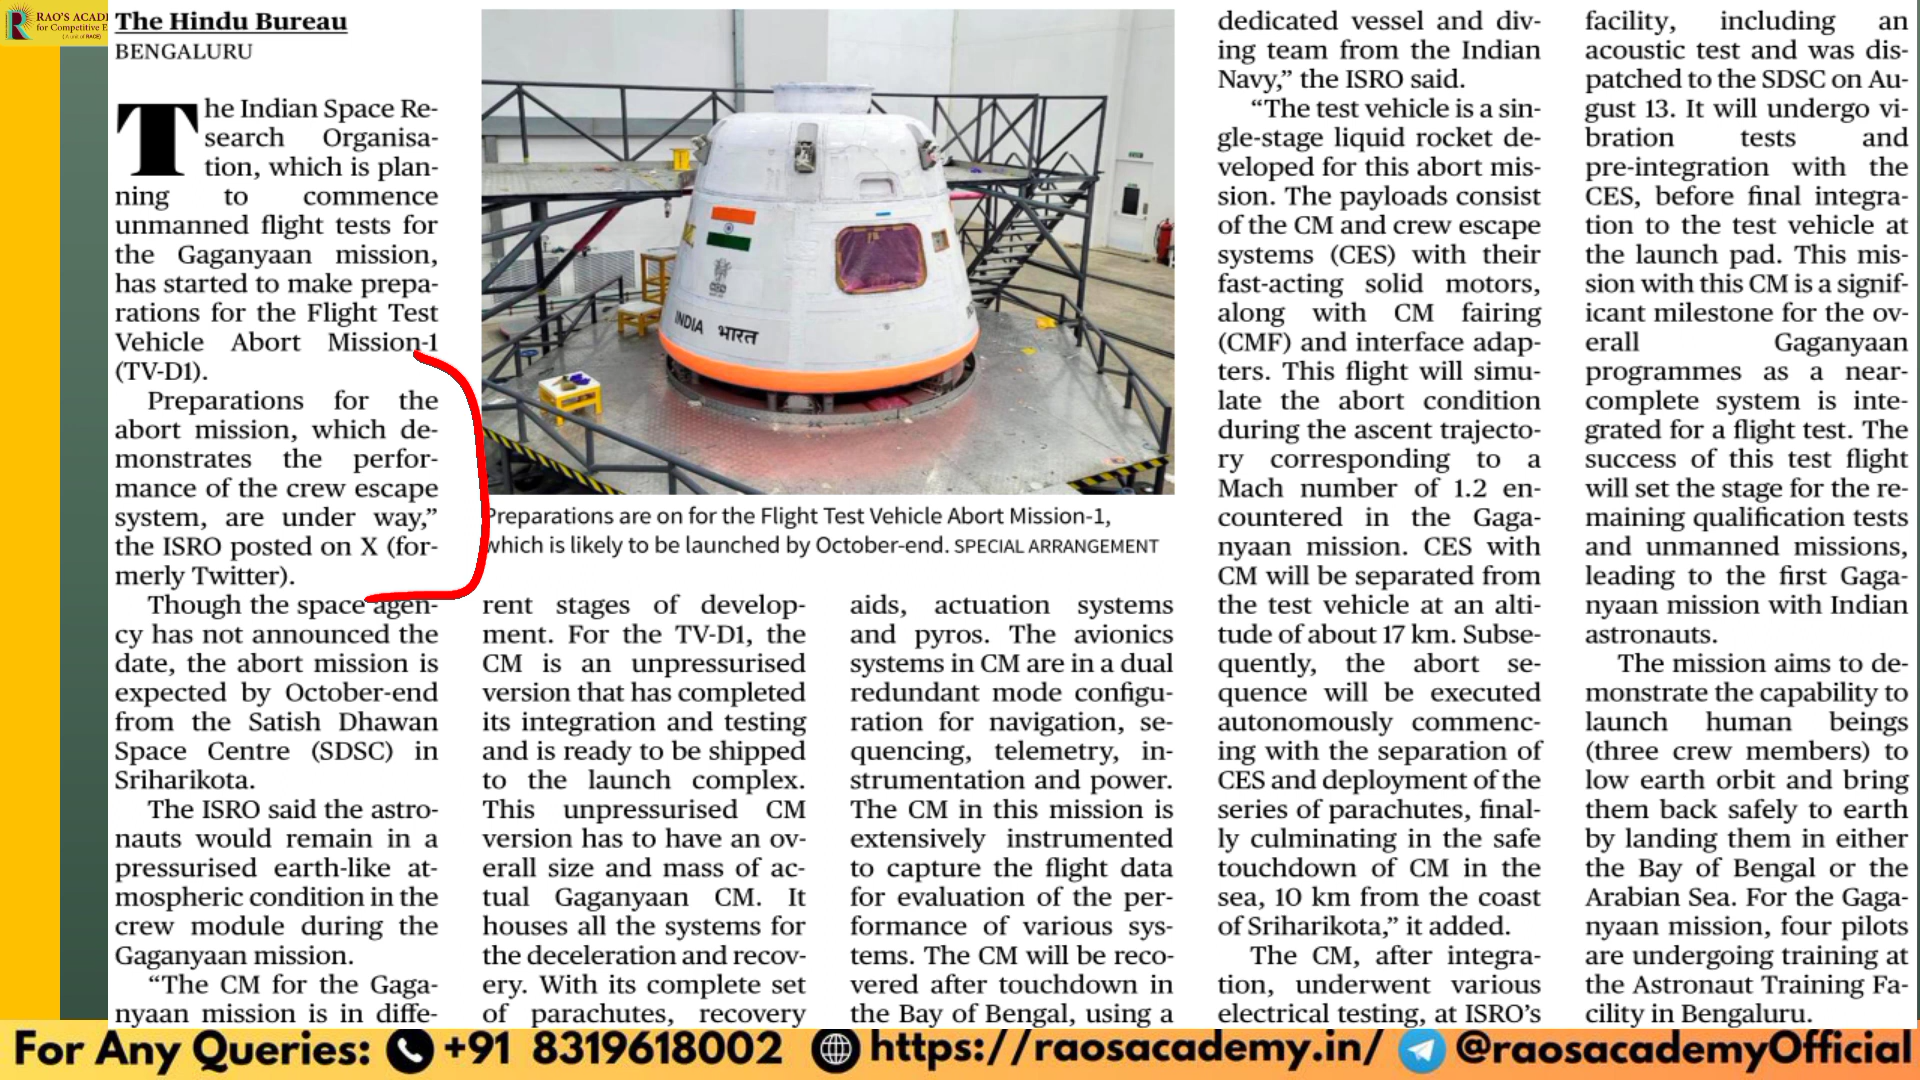 RAO'S ACAD
for Competitive E
The Hindu Bureau
BENGALURU
The Indian Space Re-
search Organisa-
tion, which is plan-
ning to commence
unmanned flight tests for
the Gaganyaan mission,
has started to make prepa-
rations for the Flight Test
Vehicle Abort Mission-1
(TV-D1).
Preparations for the
abort mission, which de-
monstrates the perfor-
mance of the crew escape
system, are under way,”
the ISRO posted on X (for-
merly Twitter).
Though the space agen-
cy has not announced the
date, the abort mission is
expected by October-end
from the Satish Dhawan
Space Centre (SDSC) in
Sriharikota.
The ISRO said the astro-
nauts would remain in a
pressurised earth-like at-
mospheric condition in the
crew module during the
Gaganyaan mission.
“The CM for the Gaga-
nyaan mission is in diffe-
INDIA भारत
Preparations are on for the Flight Test Vehicle Abort Mission-1,
which is likely to be launched by October-end. SPECIAL ARRANGEMENT
rent stages of develop-
ment. For the TV-D1, the
CM is an unpressurised
version that has completed
its integration and testing
and is ready to be shipped
to the launch complex.
This unpressurised CM
version has to have an ov-
erall size and mass of ac-
tual Gaganyaan CM. It
houses all the systems for
the deceleration and recov-
ery. With its complete set
of parachutes, recovery
aids, actuation systems
and pyros. The avionics
systems in CM are in a dual
redundant mode configu-
ration for navigation, se-
quencing, telemetry, in-
strumentation and power.
The CM in this mission is
extensively instrumented
to capture the flight data
for evaluation of the per-
formance of various sys-
tems. The CM will be reco-
vered after touchdown in
the Bay of Bengal, using a
dedicated vessel and div-
ing team from the Indian
Navy,” the ISRO said.
“The test vehicle is a sin-
gle-stage liquid rocket de-
veloped for this abort mis-
sion. The payloads consist
of the CM and crew escape
systems (CES) with their
fast-acting solid motors,
along with CM fairing
(CMF) and interface adap-
ters. This flight will simu-
late the abort condition
during the ascent trajecto-
ry corresponding to a
Mach number of 1.2 en-
countered in the Gaga-
nyaan mission. CES with
CM will be separated from
the test vehicle at an alti-
tude of about 17 km. Subse-
quently, the abort se-
quence will be executed
autonomously commenc-
ing with the separation of
CES and deployment of the
series of parachutes, final-
ly culminating in the safe
touchdown of CM in the
sea, 10 km from the coast
of Sriharikota,” it added.
The CM, after integra-
tion, underwent various
electrical testing, at ISRO’s
facility, including an
acoustic test and was dis-
patched to the SDSC on Au-
gust 13. It will undergo vi-
bration tests and
pre-integration with the
CES, before final integra-
tion to the test vehicle at
the launch pad. This mis-
sion with this CM is a signif-
icant milestone for the ov-
erall Gaganyaan
programmes as a near-
complete system is inte-
grated for a flight test. The
success of this test flight
will set the stage for the re-
maining qualification tests
and unmanned missions,
leading to the first Gaga-
nyaan mission with Indian
astronauts.
The mission aims to de-
monstrate the capability to
launch human beings
(three crew members) to
low earth orbit and bring
them back safely to earth
by landing them in either
the Bay of Bengal or the
Arabian Sea. For the Gaga-
nyaan mission, four pilots
are undergoing training at
the Astronaut Training Fa-
cility in Bengaluru.
For Any Queries: +91 8319618002 https://raosacademy.in/ @raosacademyOfficial